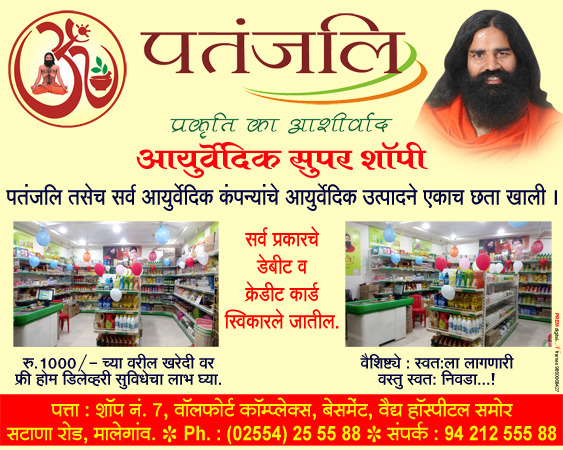 पतंजलि
प्रकृति का आशीर्वाद
आयुर्वेदिक सुपर शॉपी
पतंजलि तसेच सर्व आयुर्वेदिक कंपन्यांचे आयुर्वेदिक उत्पादने एकाच छता खाली ।
सर्व प्रकारचे
डेबीट व
क्रेडीट कार्ड
स्विकारले जातील.
रु.1000/- च्या वरील खरेदी वर
फ्री होम डिलेव्हरी सुविधेचा लाभ घ्या.
वैशिष्ट्ये : स्वत:ला लागणारी
वस्तु स्वत: निवडा...!
पत्ता : शॉप नं. 7, वॉलफोर्ट कॉम्प्लेक्स, बेसमेंट, वैद्य हॉस्पीटल समोर
सटाणा रोड, मालेगांव. ✽ Ph. : (02554) 25 55 88 ✽ संपर्क : 94 212 555 88